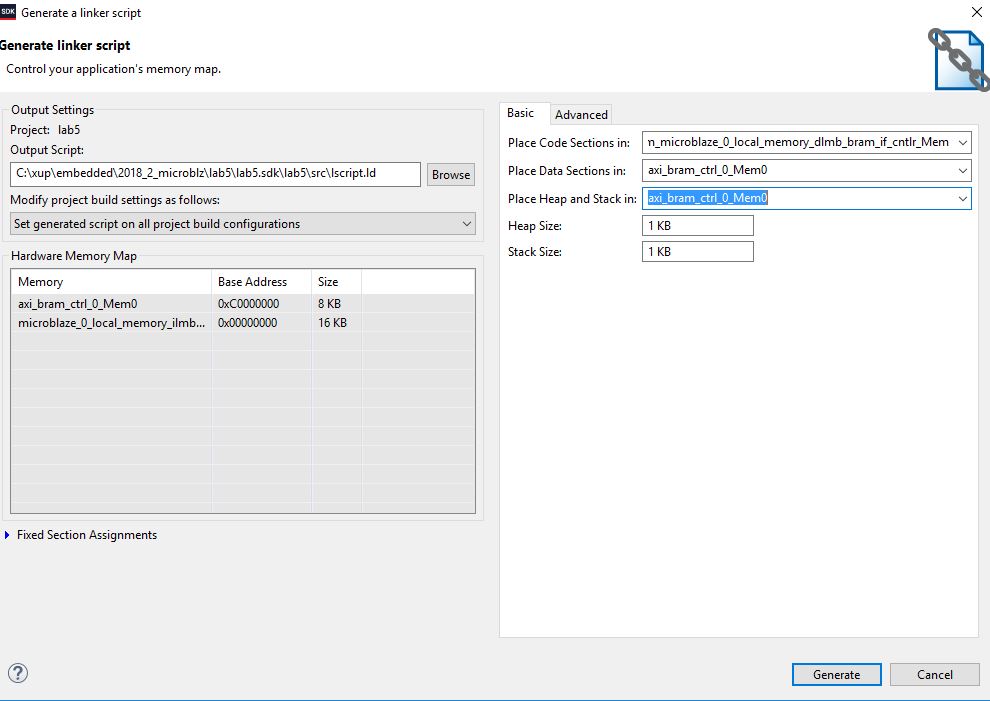 SDK Generate a linker script
Generate linker script
Control your application's memory map.
Output Settings
Project: lab5
Output Script:
C:\xup\embedded\2018_2_microblz\lab5\lab5.sdk\lab5\src\lscript.ld
Browse
Modify project build settings as follows:
Set generated script on all project build configurations
Hardware Memory Map
Memory Base Address Size
axi_bram_ctrl_0_Mem0 0xC0000000 8 KB
microblaze_0_local_memory_ilmb... 0x00000000 16 KB
Fixed Section Assignments
Basic Advanced
Place Code Sections in: n_microblaze_0_local_memory_dlmb_bram_if_cntlr_Mem
Place Data Sections in: axi_bram_ctrl_0_Mem0
Place Heap and Stack in: axi_bram_ctrl_0_Mem0
Heap Size: 1 KB
Stack Size: 1 KB
?
Generate Cancel